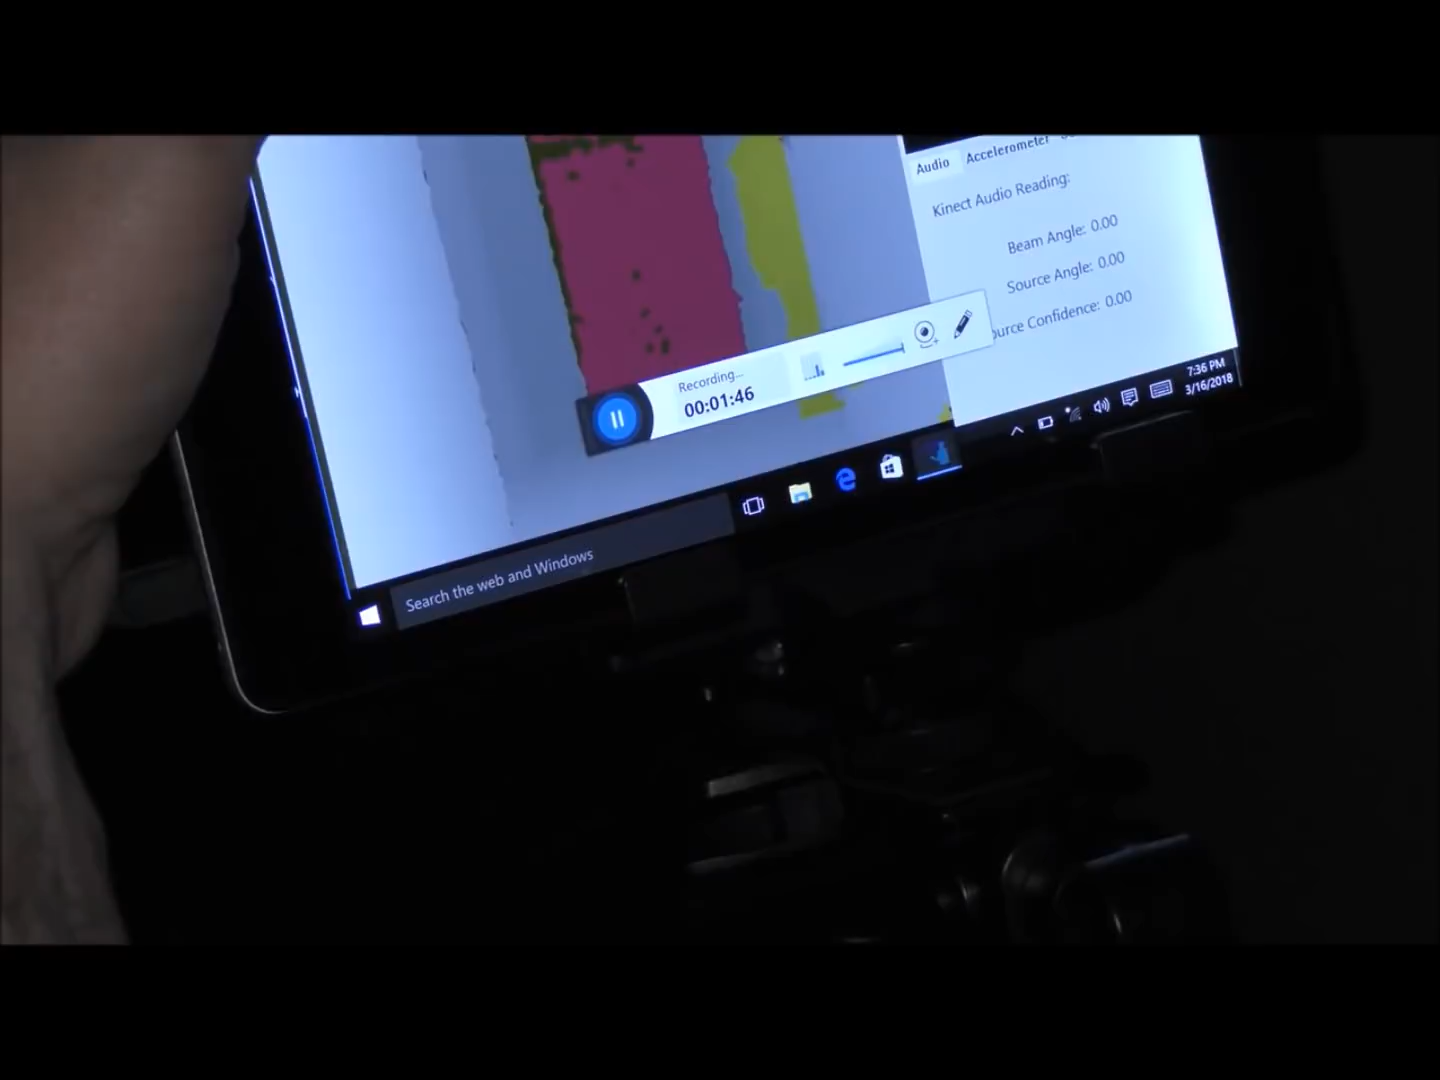 Audio Accelerometer
Kinect Audio Reading:
Beam Angle: 0.00
Source Angle: 0.00
ource Confidence: 0.00
Recording...
00:01:46
7:36 PM
3/16/2018
Search the web and Windows